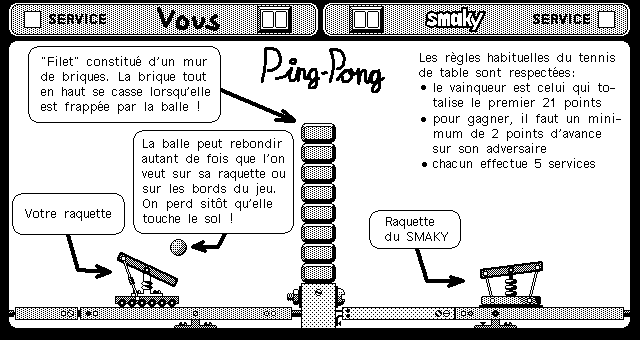 SERVICE
Vous
smaky
SERVICE
Ping-Pong
"Filet" constitué d'un mur
de briques. La brique tout
en haut se casse lorsqu'elle
est frappée par la balle !
La balle peut rebondir
autant de fois que l'on
veut sur sa raquette ou
sur les bords du jeu.
On perd sitôt qu'elle
touche le sol !
Votre raquette
Les règles habituelles du tennis
de table sont respectées:
• le vainqueur est celui qui to-
talise le premier 21 points
• pour gagner, il faut un mini-
mum de 2 points d'avance
sur son adversaire
• chacun effectue 5 services
Raquette
du SMAKY